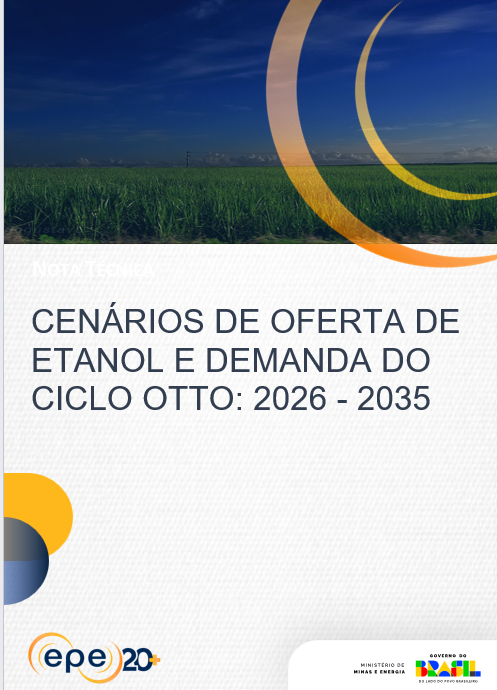 NOTA TÉCNICA
CENÁRIOS DE OFERTA DE
ETANOL E DEMANDA DO
CICLO OTTO: 2026 - 2035
epe 20+
MINISTÉRIO DE
MINAS E ENERGIA
GOVERNO DO
BRASIL
DO LADO DO POVO BRASILEIRO